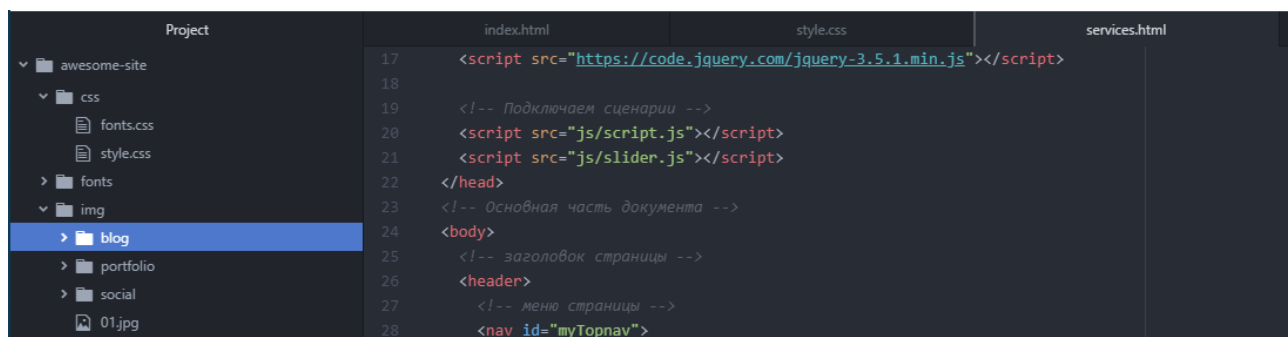 Project
awesome-site
css
fonts.css
style.css
fonts
img
blog
portfolio
social
01.jpg
index.html
style.css
services.html
17 <script src="https://code.jquery.com/jquery-3.5.1.min.js"></script>
18
19 <!-- Подключаем сценарии -->
20 <script src="js/script.js"></script>
21 <script src="js/slider.js"></script>
22 </head>
23 <!-- Основная часть документа -->
24 <body>
25 <!-- заголовок страницы -->
26 <header>
27 <!-- меню страницы -->
28 <nav id="myTopnav">